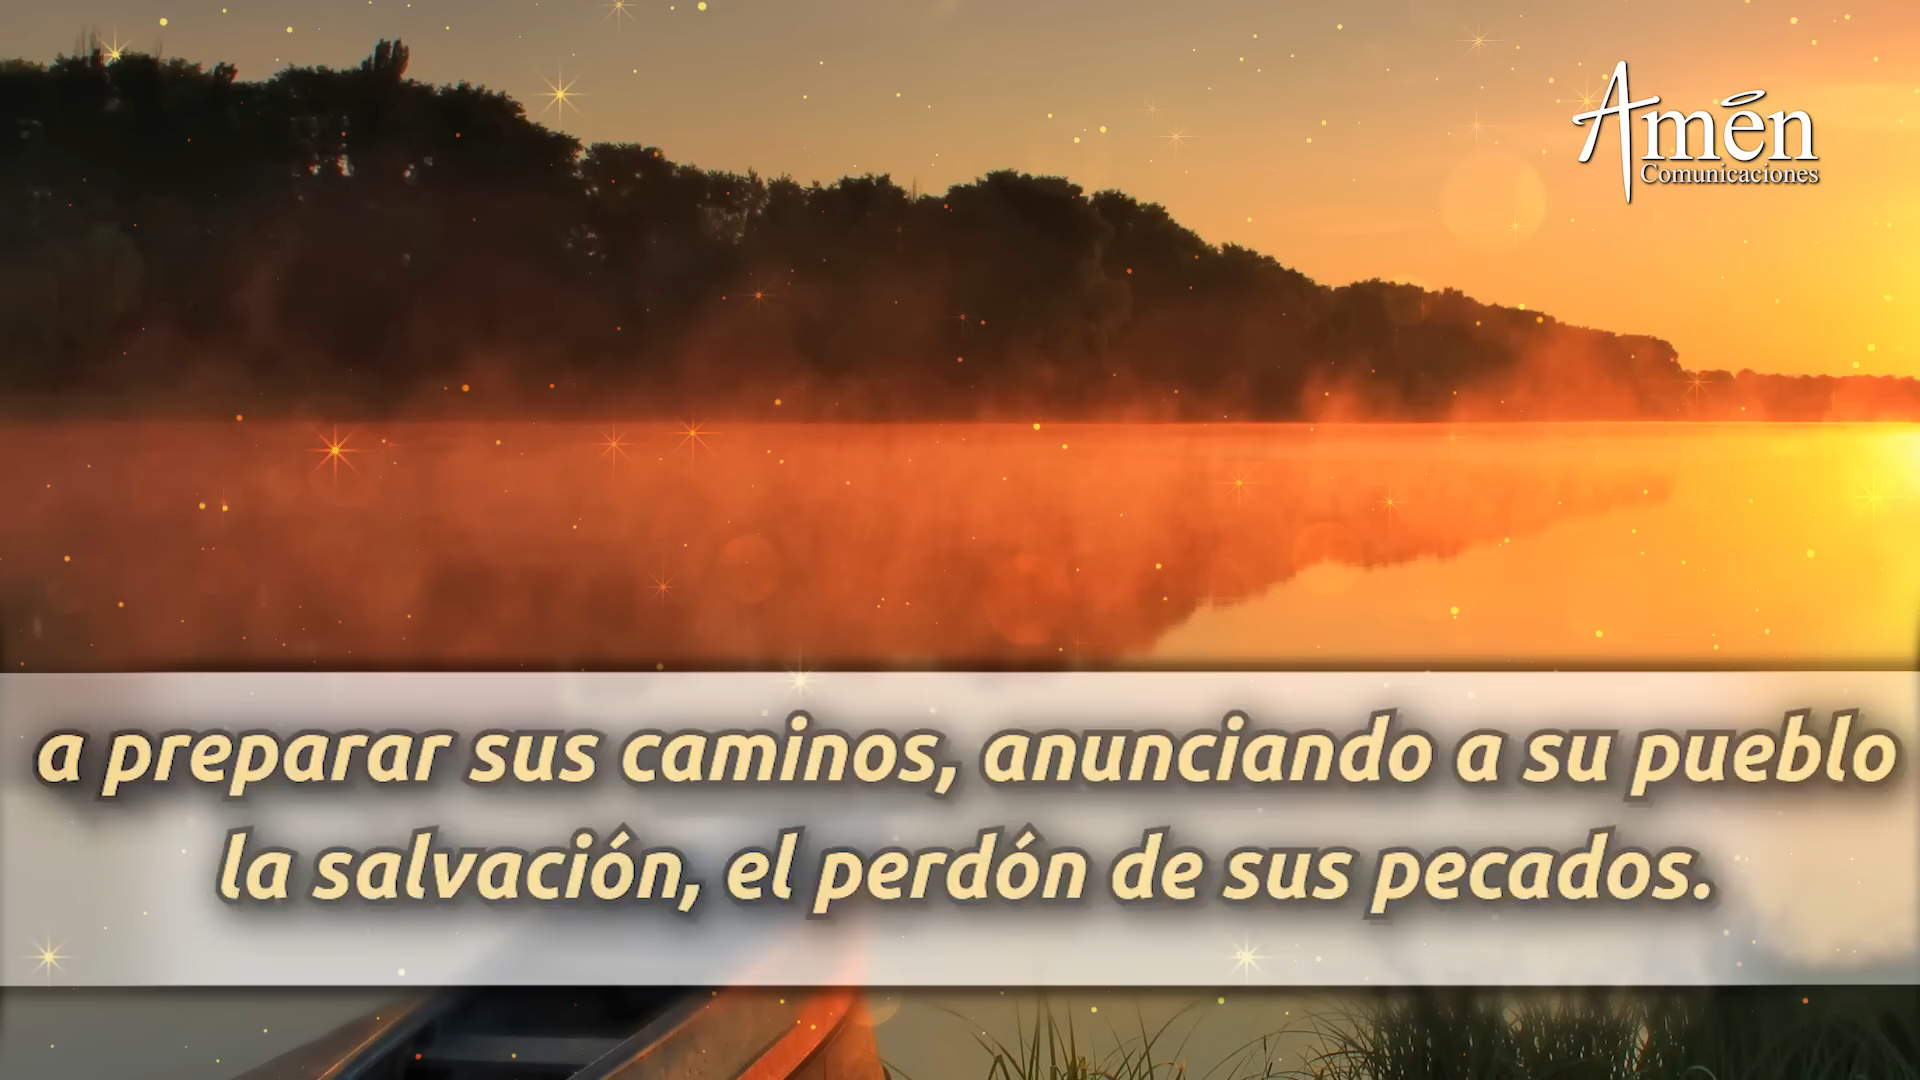 Amén
Comunicaciones
a preparar sus caminos, anunciando a su pueblo
la salvación, el perdón de sus pecados.